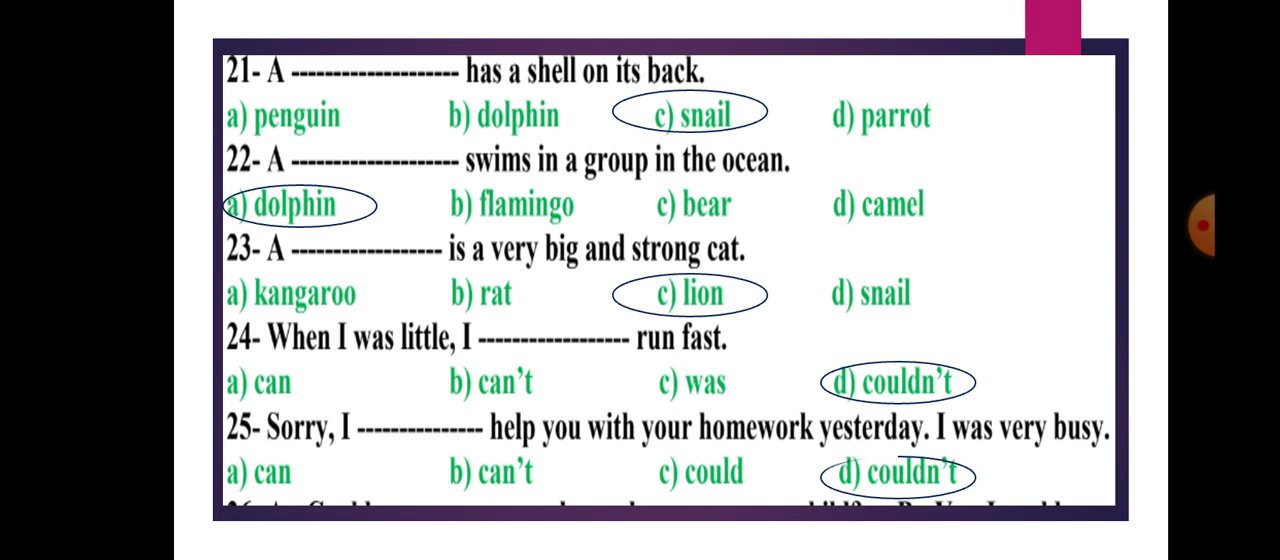 21- A -------------------- has a shell on its back.
a) penguin b) dolphin c) snail d) parrot
22- A -------------------- swims in a group in the ocean.
a) dolphin b) flamingo c) bear d) camel
23- A ------------------ is a very big and strong cat.
a) kangaroo b) rat c) lion d) snail
24- When I was little, I ------------------ run fast.
a) can b) can't c) was d) couldn't
25- Sorry, I --------------- help you with your homework yesterday. I was very busy.
a) can b) can't c) could d) couldn't